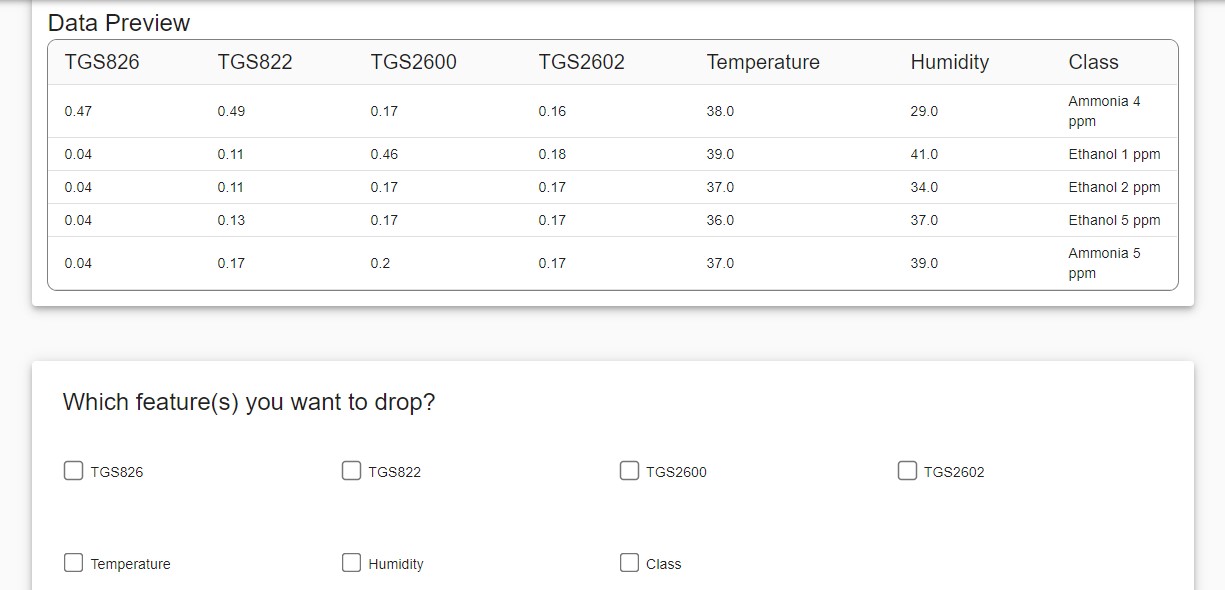 Data Preview
TGS826 TGS822 TGS2600 TGS2602 Temperature Humidity Class
0.47 0.49 0.17 0.16 38.0 29.0 Ammonia 4
ppm
0.04 0.11 0.46 0.18 39.0 41.0 Ethanol 1 ppm
0.04 0.11 0.17 0.17 37.0 34.0 Ethanol 2 ppm
0.04 0.13 0.17 0.17 36.0 37.0 Ethanol 5 ppm
0.04 0.17 0.2 0.17 37.0 39.0 Ammonia 5
ppm
Which feature(s) you want to drop?
TGS826 TGS822 TGS2600 TGS2602
Temperature Humidity Class